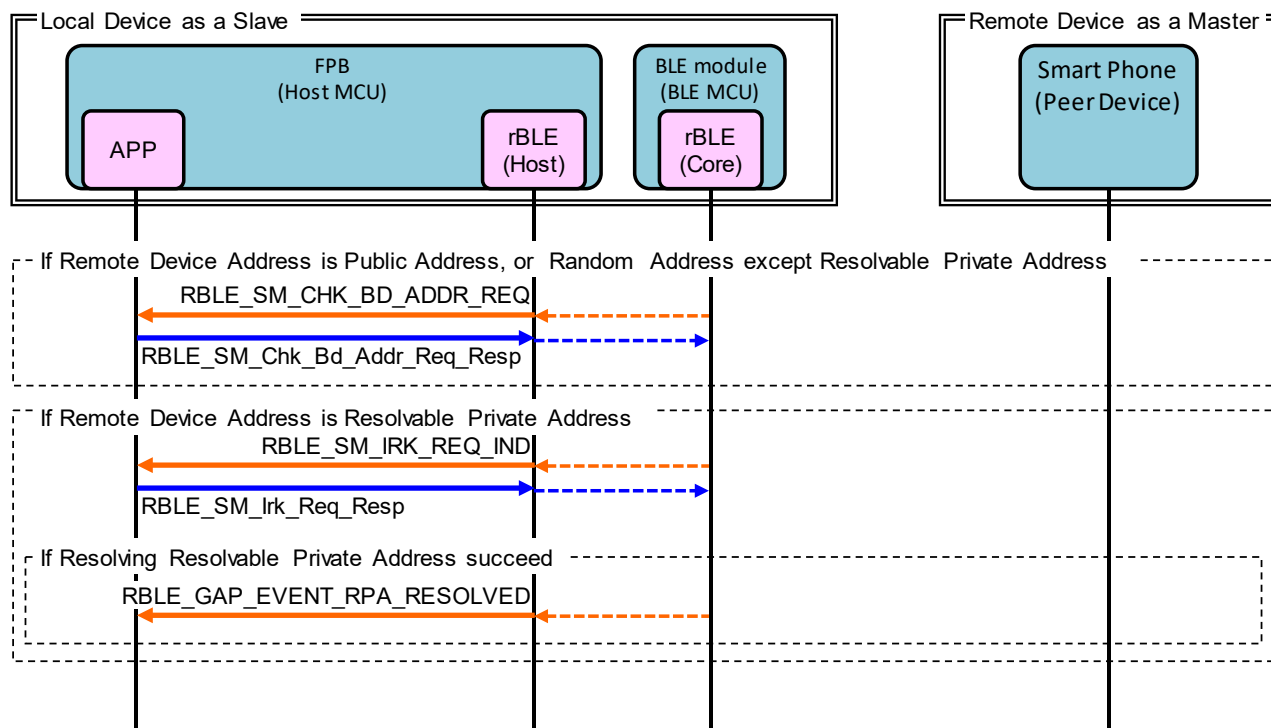 Local Device as a Slave
Remote Device as a Master
FPB
(Host MCU)
BLE module
(BLE MCU)
Smart Phone
(Peer Device)
APP
rBLE
(Host)
rBLE
(Core)
If Remote Device Address is Public Address, or Random Address except Resolvable Private Address
RBLE_SM_CHK_BD_ADDR_REQ
RBLE_SM_Chk_Bd_Addr_Req_Resp
If Remote Device Address is Resolvable Private Address
RBLE_SM_IRK_REQ_IND
RBLE_SM_Irk_Req_Resp
If Resolving Resolvable Private Address succeed
RBLE_GAP_EVENT_RPA_RESOLVED